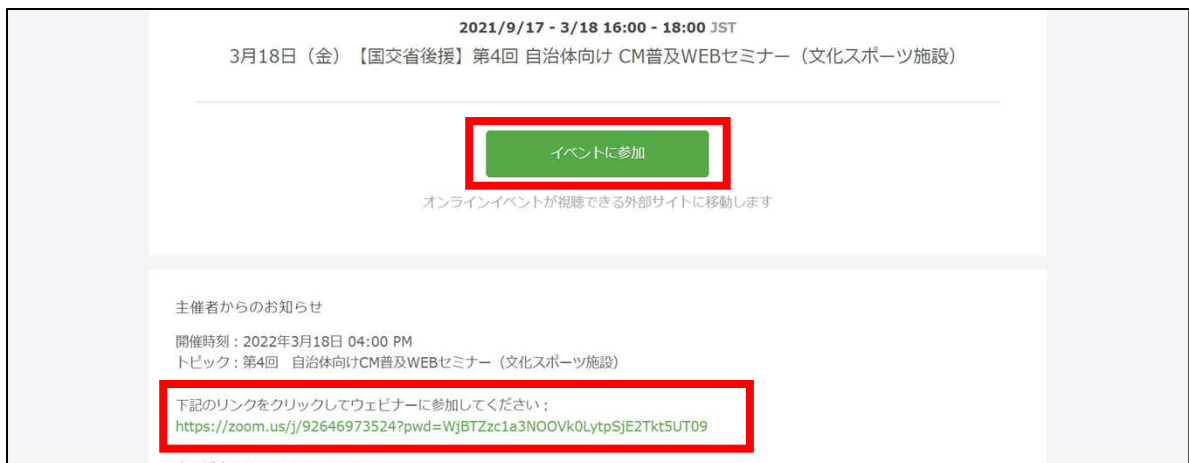 2021/9/17 - 3/18 16:00 - 18:00 JST
3月18日（金）【国交省後援】第4回 自治体向け CM普及WEBセミナー（文化スポーツ施設）
イベントに参加
オンラインイベントが視聴できる外部サイトに移動します
主催者からのお知らせ
開催時刻：2022年3月18日 04:00 PM
トピック：第4回　自治体向けCM普及WEBセミナー（文化スポーツ施設）
下記のリンクをクリックしてウェビナーに参加してください：
https://zoom.us/j/92646973524?pwd=WjBTZzc1a3NOOVk0LytpSjE2Tkt5UT09